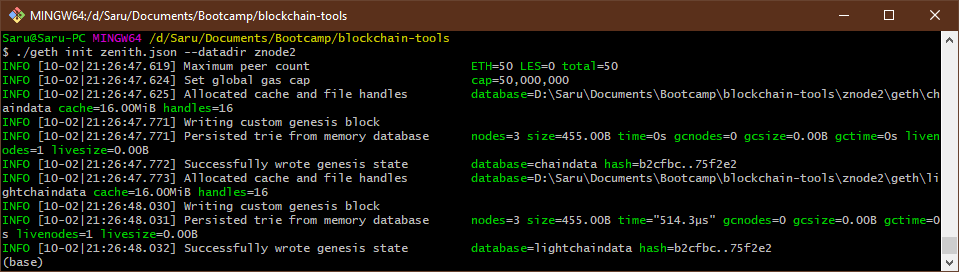 MINGW64:/d/Saru/Documents/Bootcamp/blockchain-tools
Saru@Saru-PC MINGW64 /d/Saru/Documents/Bootcamp/blockchain-tools
$ ./geth init zenith.json --datadir znode2
INFO [10-02|21:26:47.619] Maximum peer count                       ETH=50 LES=0 total=50
INFO [10-02|21:26:47.624] Set global gas cap                       cap=50,000,000
INFO [10-02|21:26:47.625] Allocated cache and file handles         database=D:\Saru\Documents\Bootcamp\blockchain-tools\znode2\geth\ch
aindata cache=16.00MiB handles=16
INFO [10-02|21:26:47.771] Writing custom genesis block
INFO [10-02|21:26:47.771] Persisted trie from memory database      nodes=3 size=455.00B time=0s gcnodes=0 gcsize=0.00B gctime=0s liven
odes=1 livesize=0.00B
INFO [10-02|21:26:47.772] Successfully wrote genesis state         database=chaindata hash=b2cfbc..75f2e2
INFO [10-02|21:26:47.773] Allocated cache and file handles         database=D:\Saru\Documents\Bootcamp\blockchain-tools\znode2\geth\li
ghtchaindata cache=16.00MiB handles=16
INFO [10-02|21:26:48.030] Writing custom genesis block
INFO [10-02|21:26:48.031] Persisted trie from memory database      nodes=3 size=455.00B time="514.3µs" gcnodes=0 gcsize=0.00B gctime=0
s livenodes=1 livesize=0.00B
INFO [10-02|21:26:48.032] Successfully wrote genesis state         database=lightchaindata hash=b2cfbc..75f2e2
(base)